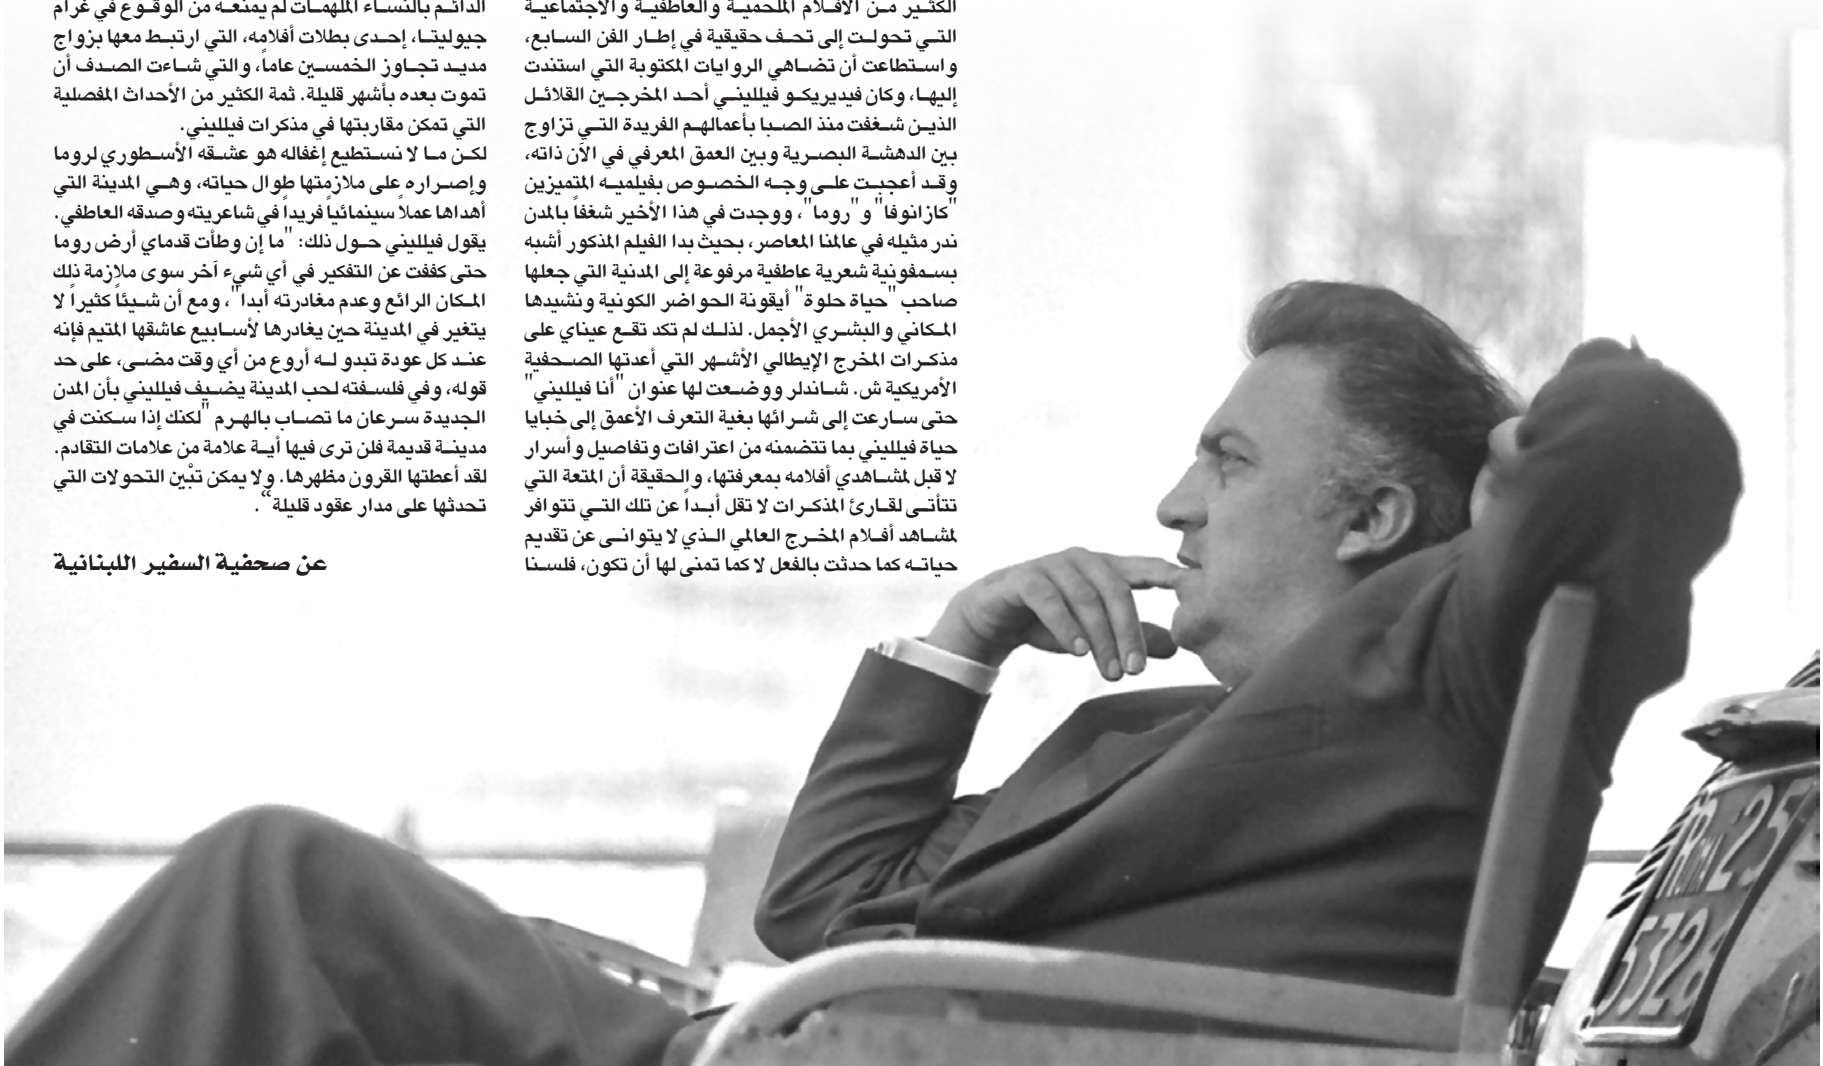 الكثير من الأفلام الملحمية والعاطفية والاجتماعية
التي تحولت إلى تحف حقيقية في إطار الفن السابع،
واستطاعت أن تضاهي الروايات المكتوبة التي استندت
إليها، وكان فيديريكو فيلليني أحد المخرجين القلائل
الذين شغفت منذ الصبا بأعمالهم الفريدة التي تزاوج
بين الدهشة البصرية وبين العمق المعرفي في الآن ذاته،
وقد أعجبت على وجه الخصوص بفيلميه المتميزين
"كازانوفا" و"روما"، ووجدت في هذا الأخير شغفاً بالمدن
ندر مثيله في عالمنا المعاصر، بحيث بدا الفيلم المذكور أشبه
بسمفونية شعرية عاطفية مرفوعة إلى المدنية التي جعلها
صاحب "حياة حلوة" أيقونة الحواضر الكونية ونشيدها
المكاني والبشري الأجمل. لذلك لم تكد تقع عيناي على
مذكرات المخرج الإيطالي الأشهر التي أعدتها الصحفية
الأمريكية ش. شاندلر ووضعت لها عنوان "أنا فيلليني"
حتى سارعت إلى شرائها بغية التعرف الأعمق إلى خبايا
حياة فيلليني بما تتضمنه من اعترافات وتفاصيل وأسرار
لا قبل لمشاهدي أفلامه بمعرفتها، والحقيقة أن المتعة التي
تتأتى لقارئ المذكرات لا تقل أبداً عن تلك التي تتوافر
لمشاهد أفلام المخرج العالمي الذي لا يتوانى عن تقديم
حياته كما حدثت بالفعل لا كما تمنى لها أن تكون، فلسنا
الدائم بالنساء الملهمات لم يمنعه من الوقوع في غرام
جيوليتا، إحدى بطلات أفلامه، التي ارتبط معها بزواج
مديد تجاوز الخمسين عاماً، والتي شاءت الصدف أن
تموت بعده بأشهر قليلة. ثمة الكثير من الأحداث المفصلية
التي تمكن مقاربتها في مذكرات فيلليني.
لكن ما لا نستطيع إغفاله هو عشقه الأسطوري لروما
وإصراره على ملازمتها طوال حياته، وهي المدينة التي
أهداها عملاً سينمائياً فريداً في شاعريته وصدقه العاطفي.
يقول فيلليني حول ذلك: "ما إن وطأت قدماي أرض روما
حتى كففت عن التفكير في أي شيء آخر سوى ملازمة ذلك
المكان الرائع وعدم مغادرته أبدا"، ومع أن شيئاً كثيراً لا
يتغير في المدينة حين يغادرها لأسابيع عاشقها المتيم فإنه
عند كل عودة تبدو له أروع من أي وقت مضى، على حد
قوله، وفي فلسفته لحب المدينة يضيف فيلليني بأن المدن
الجديدة سرعان ما تصاب بالهرم "لكنك إذا سكنت في
مدينة قديمة فلن ترى فيها أية علامة من علامات التقادم.
لقد أعطتها القرون مظهرها. ولا يمكن تبْين التحولات التي
تحدثها على مدار عقود قليلة“.
عن صحفية السفير اللبنانية
ROMA 25
5328